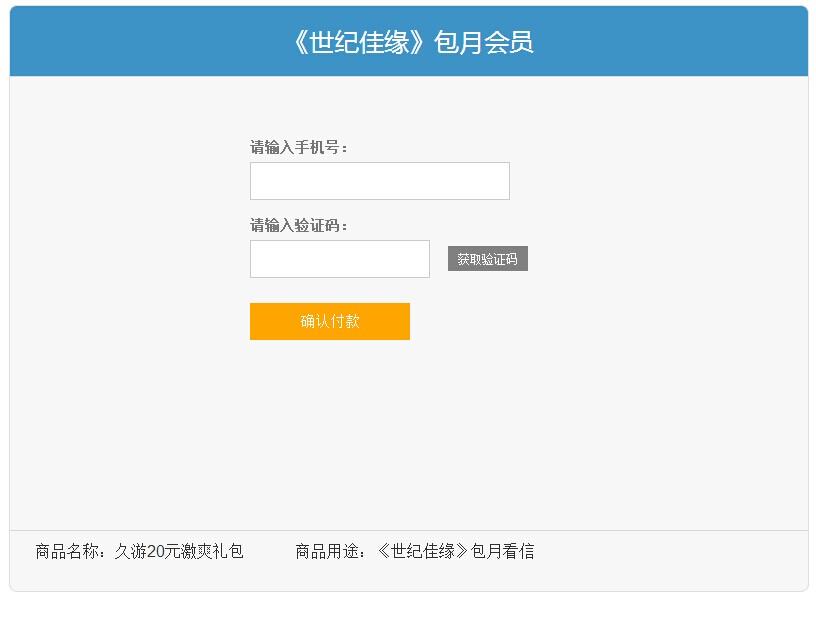 《世纪佳缘》包月会员
请输入手机号：
请输入验证码：
获取验证码
确认付款
商品名称：久游20元激爽礼包 商品用途：《世纪佳缘》包月看信